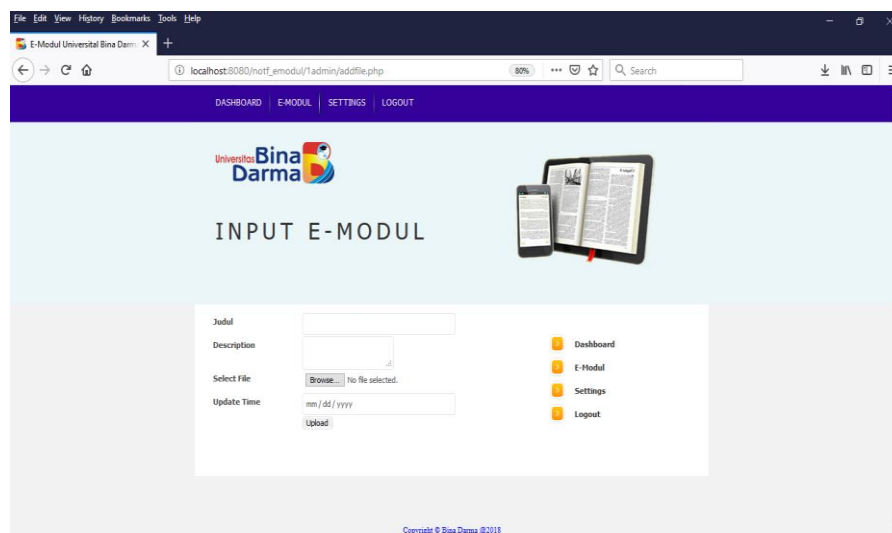 File Edit View History Bookmarks Tools Help
E-Modul Universital Bina Darm
localhost:8080/notf_emodul/1admin/addfile.php 80% Search
DASHBOARD E-MODUL SETTINGS LOGOUT
Universitas Bina
Darma
INPUT E-MODUL
Judul
Description
Select File Browse... No file selected.
Update Time mm / dd / yyyy
Upload
Dashboard
E-Modul
Settings
Logout
Copyright © Bina Darma @2018